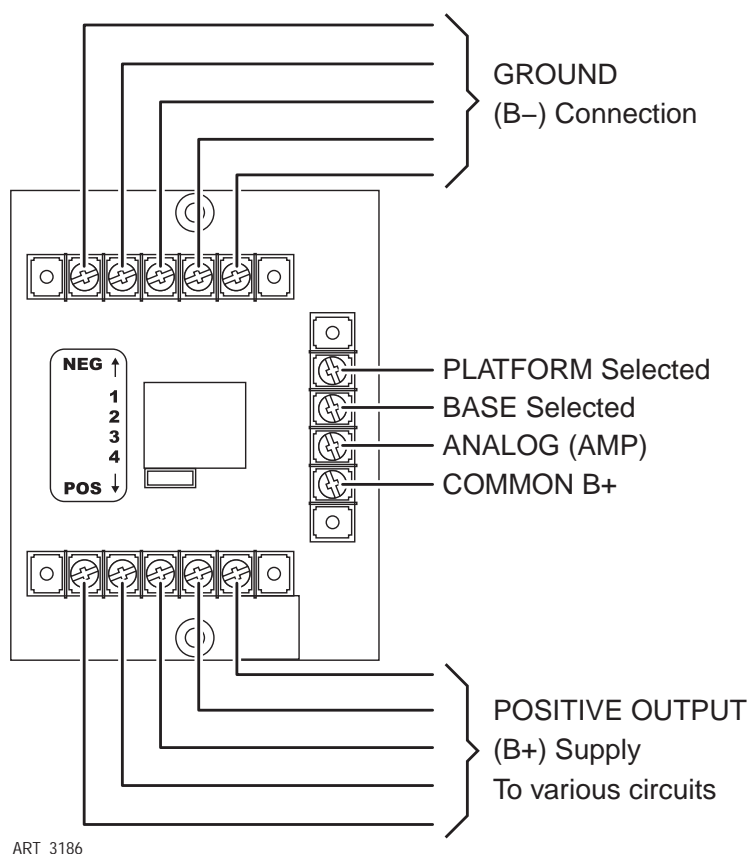 GROUND
(B–) Connection
NEG ↑
1
2
3
4
POS ↓
PLATFORM Selected
BASE Selected
ANALOG (AMP)
COMMON B+
POSITIVE OUTPUT
(B+) Supply
To various circuits
ART 3186